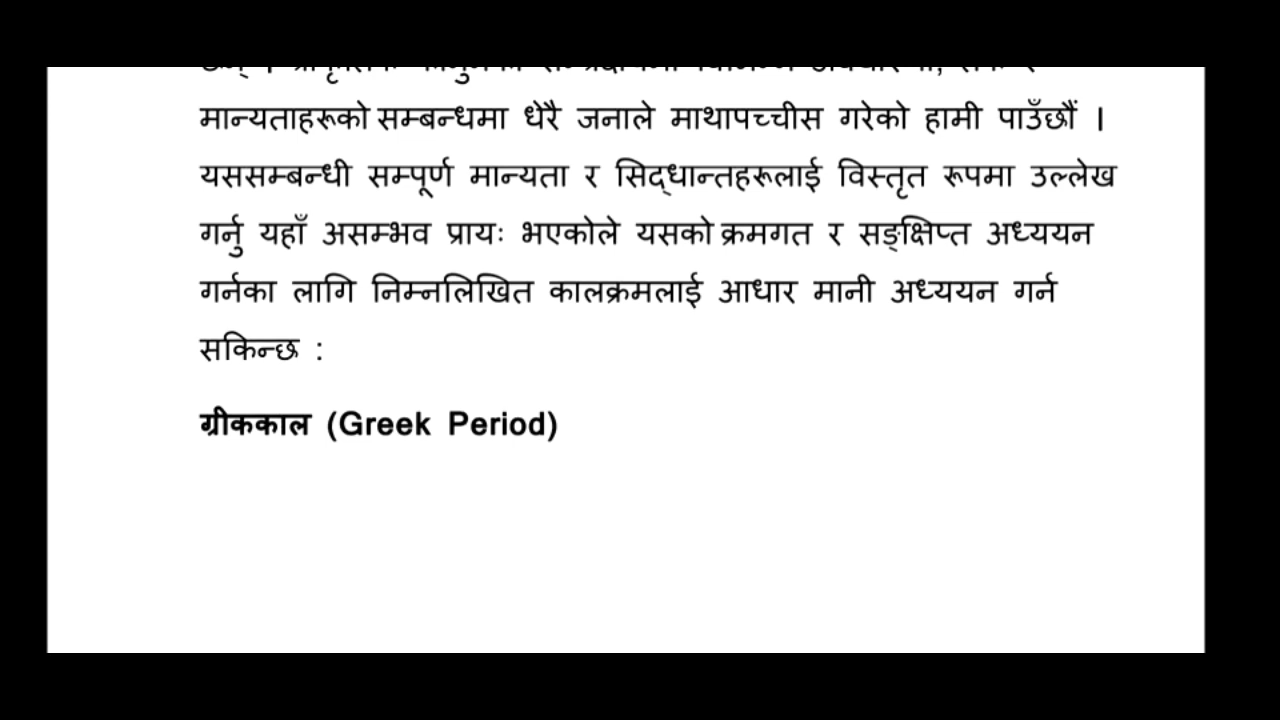 मान्यताहरूको सम्बन्धमा धेरै जनाले माथापच्चीस गरेको हामी पाउँछौं ।
यससम्बन्धी सम्पूर्ण मान्यता र सिद्धान्तहरूलाई विस्तृत रूपमा उल्लेख
गर्नु यहाँ असम्भव प्रायः भएकोले यसको क्रमगत र सङ्क्षिप्त अध्ययन
गर्नका लागि निम्नलिखित कालक्रमलाई आधार मानी अध्ययन गर्न
सकिन्छ :
ग्रीककाल (Greek Period)